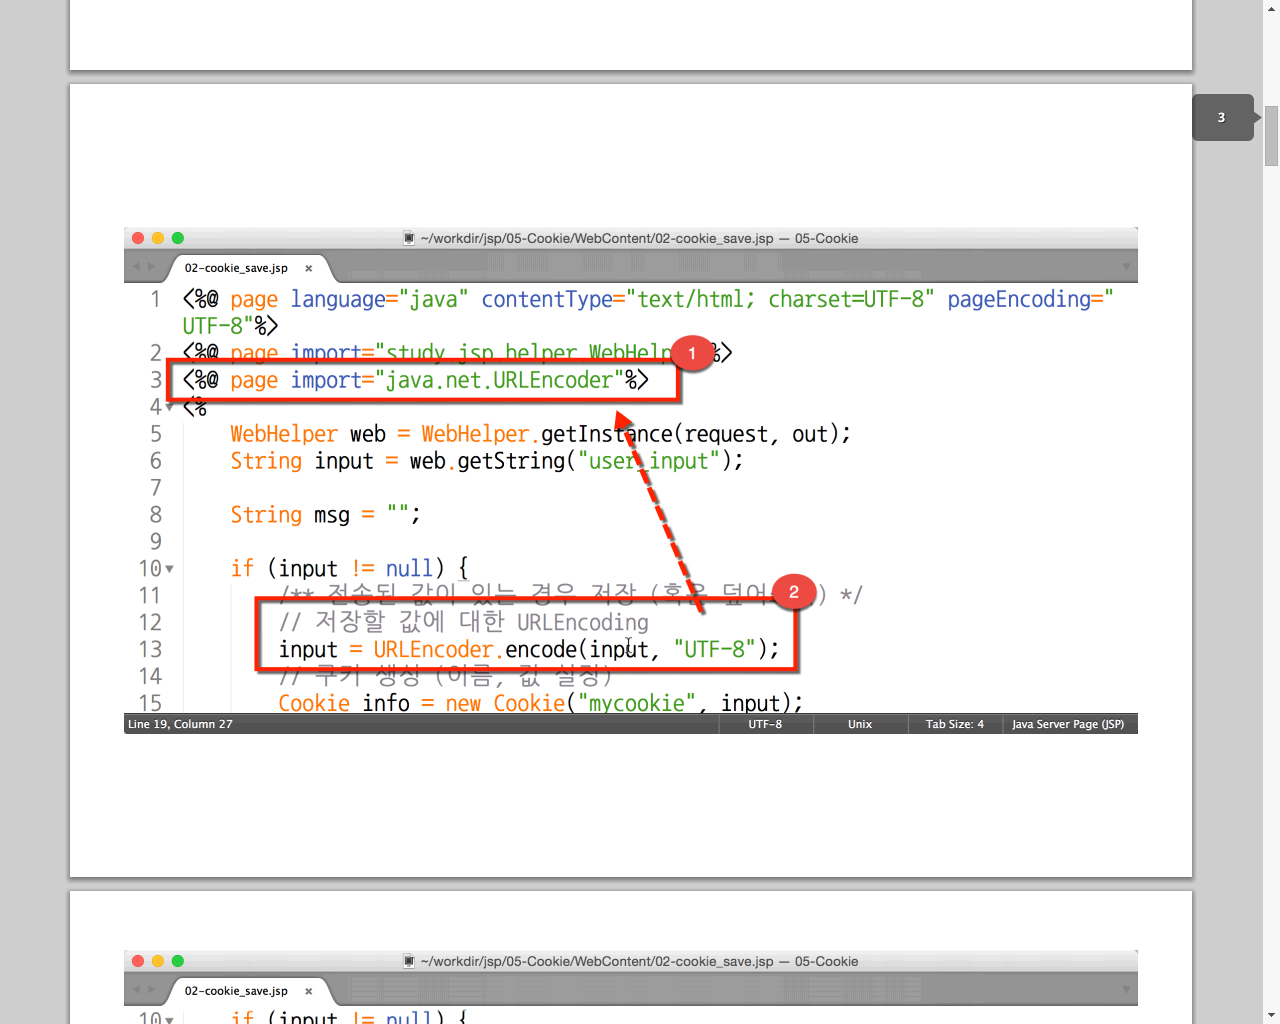 3
~/workdir/jsp/05-Cookie/WebContent/02-cookie_save.jsp — 05-Cookie
02-cookie_save.jsp ×
1 <%@ page language="java" contentType="text/html; charset=UTF-8" pageEncoding="
UTF-8"%>
2 <%@ page import="study.jsp.helper.WebHelp %>
1
3 <%@ page import="java.net.URLEncoder"%>
4 <%
5 WebHelper web = WebHelper.getInstance(request, out);
6 String input = web.getString("user_input");
7
8 String msg = "";
9
10 if (input != null) {
11 /** 전송된 값이 있는 경우 저장 (혹은 ) */
2
12 // 저장할 값에 대한 URLEncoding
13 input = URLEncoder.encode(input, "UTF-8");
14 // 쿠키 생성 (이름, 값 설정)
15 Cookie info = new Cookie("mycookie", input);
Line 19, Column 27 UTF-8 Unix Tab Size: 4 Java Server Page (JSP)
~/workdir/jsp/05-Cookie/WebContent/02-cookie_save.jsp — 05-Cookie
02-cookie_save.jsp ×
10 if (input != null) {